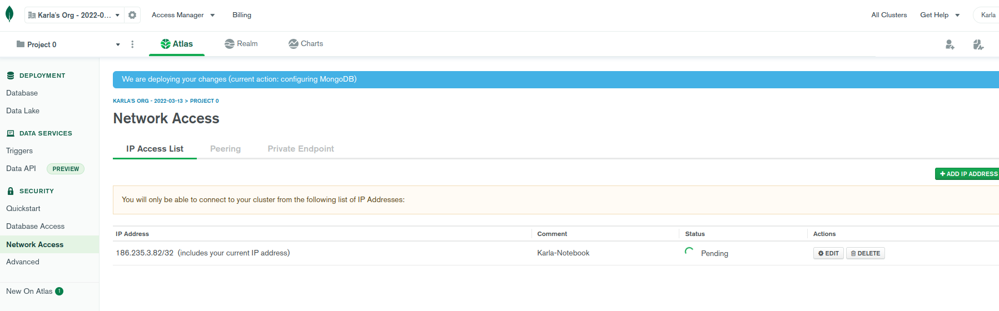 Karla's Org - 2022-0... Access Manager Billing All Clusters Get Help Karla
Project 0 Atlas Realm Charts
DEPLOYMENT
Database
Data Lake
DATA SERVICES
Triggers
Data API PREVIEW
SECURITY
Quickstart
Database Access
Network Access
Advanced
New On Atlas 1
We are deploying your changes (current action: configuring MongoDB)
KARLA'S ORG - 2022-03-13 > PROJECT 0
Network Access
IP Access List Peering Private Endpoint
+ ADD IP ADDRESS
You will only be able to connect to your cluster from the following list of IP Addresses:
IP Address Comment Status Actions
186.235.3.82/32 (includes your current IP address) Karla-Notebook Pending EDIT DELETE